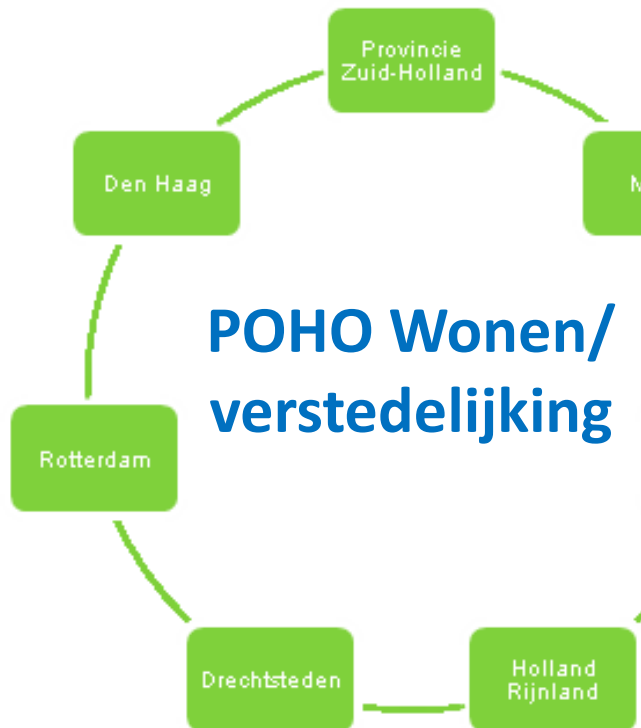 Provincie
Zuid-Holland
Den Haag
POHO Wonen/
verstedelijking
Rotterdam
Drechtsteden
Holland
Rijnland